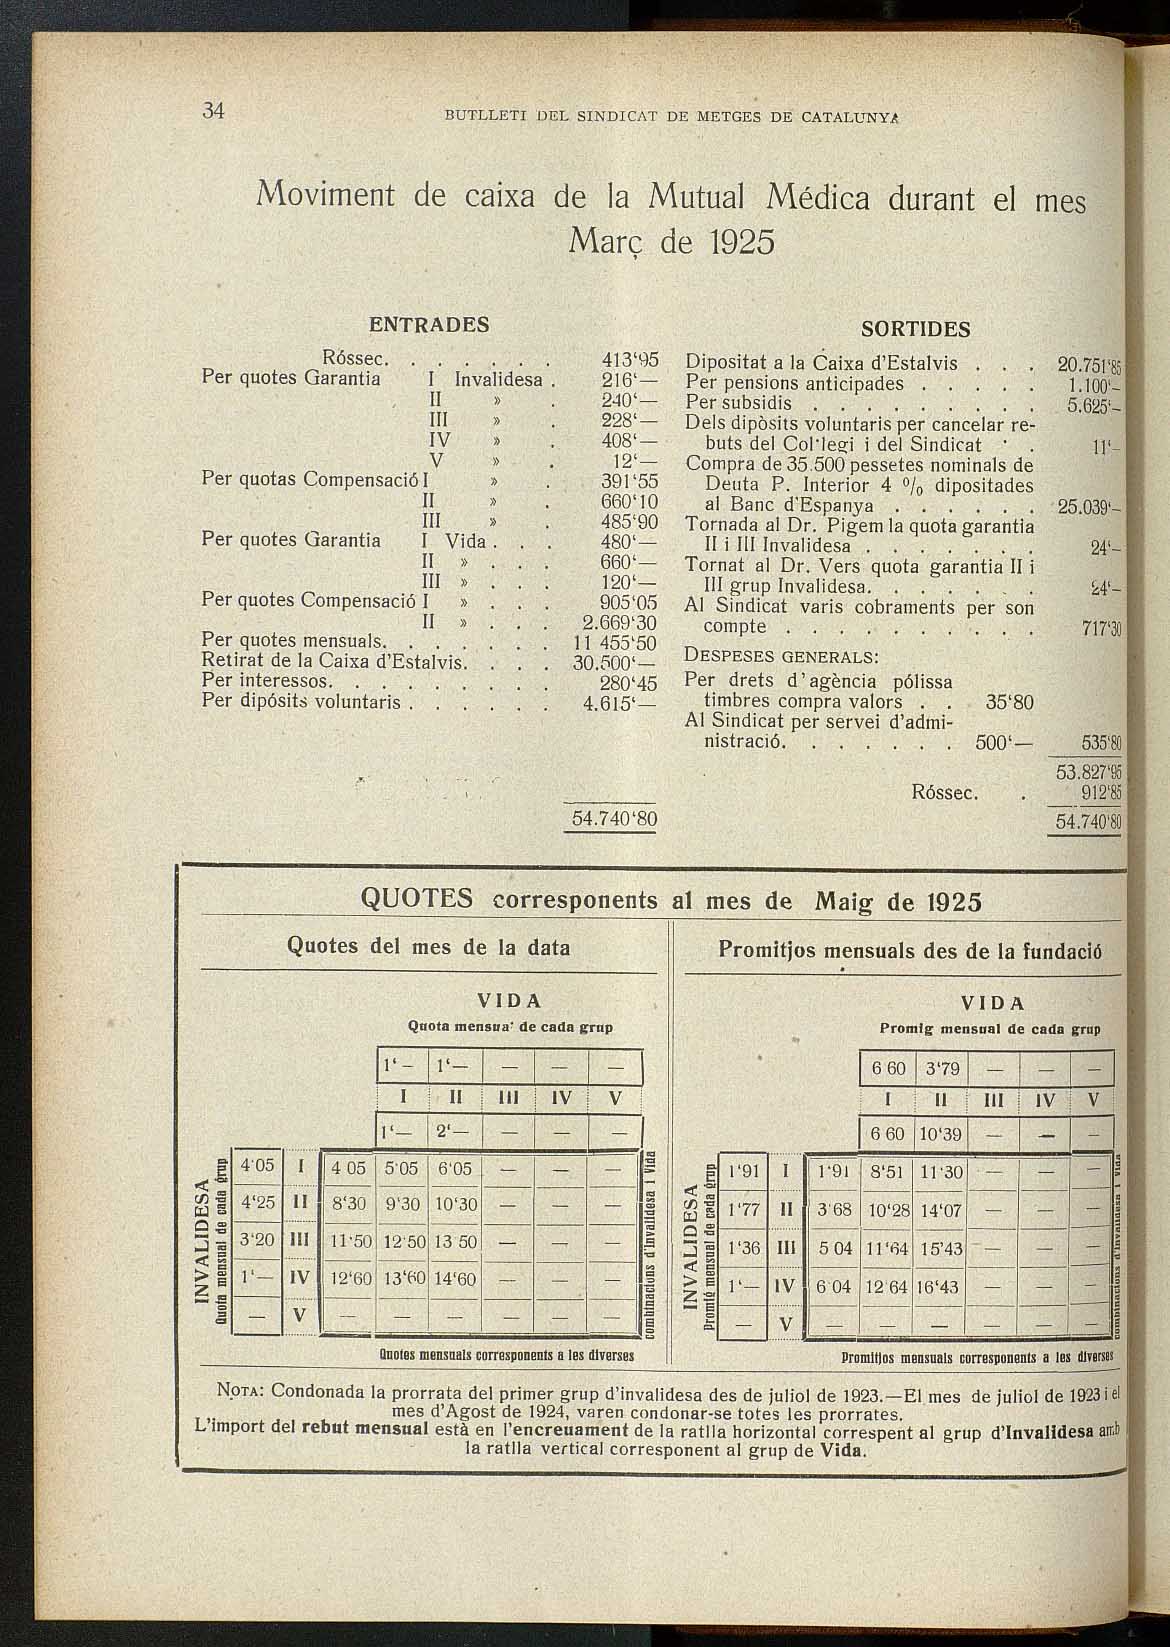 34
BUTLLETI DEL SINDICAT DE METGES DE CATALUNYA
Moviment de caixa de la Mutual Médica durant el mes
Març de 1925
ENTRADES
Róssec. . . . . . . 413‘95
Per quotes Garantia I Invalidesa . 216‘—
II » . 240‘—
III » . 228‘—
IV » . 408‘—
V » . 12‘—
Per quotas Compensació I » . 391‘55
II » . 660‘10
III » . 485‘90
Per quotes Garantia I Vida . . . 480‘—
II » . . . 660‘—
III » . . . 120‘—
Per quotes Compensació I » . . . 905‘05
II » . . . 2.669‘30
Per quotes mensuals. . . . . . . 11 455‘50
Retirat de la Caixa d’Estalvis. . . . 30.500‘—
Per interessos. . . . . . . . . 280‘45
Per dipósits voluntaris . . . . . . 4.615‘—
54.740‘80
SORTIDES
Dipositat a la Caixa d’Estalvis . . . 20.751‘85
Per pensions anticipades . . . . . 1.100‘–
Per subsidis . . . . . . . . . 5.625‘–
Dels dipòsits voluntaris per cancelar re-
buts del Col·legi i del Sindicat · . 11‘–
Compra de 35.500 pessetes nominals de
Deuta P. Interior 4 % dipositades
al Banc d‘Espanya . . . . . . 25.039‘–
Tornada al Dr. Pigem la quota garantia
II i III Invalidesa . . . . . . . 24‘–
Tornat al Dr. Vers quota garantia II i
III grup Invalidesa. . . . . . . 24‘–
Al Sindicat varis cobraments per son
compte . . . . . . . . . . 717‘30
DESPESES GENERALS:
Per drets d’agència pólissa
timbres compra valors . . 35‘80
Al Sindicat per servei d’admi-
nistració. . . . . . . 500‘— 535‘80
53.827‘95
Róssec. . 912‘85
54.740‘80
QUOTES corresponents al mes de Maig de 1925
Quotes del mes de la data
VIDA
Quota mensua' de cada grup
1‘– 1‘— — — —
I II III IV V
1‘— 2‘— — — —
INVALIDESA
Quota mensual de cada grup
4‘05 I 4 05 5‘05 6‘05 — — —
4‘25 II 8‘30 9‘30 10‘30 — — —
3‘20 III 11·50 12 50 13 50 — — —
1‘— IV 12‘60 13‘60 14‘60 — — —
— V — — — — — —
combinacions d’Invalidesa i Vida
Quotes mensuals corresponents a les diverses
Promitjos mensuals des de la fundació
VIDA
Promig mensual de cada grup
6 60 3‘79 — — —
I II III IV V
6 60 10‘39 — — —
INVALIDESA
Promig mensual de cada grup
1‘91 I 1‘91 8‘51 11·30 — — —
1‘77 II 3 68 10‘28 14‘07 — — —
1‘36 III 5 04 11‘64 15’43 — — —
1‘— IV 6 04 12 64 16‘43 — — —
— V — — — — — —
combinacions d’Invalidesa i Vida
Promitjos mensuals corresponents a les diverses
NOTA: Condonada la prorrata del primer grup d’invalidesa des de juliol de 1923.—El mes de juliol de 1923 i el
mes d’Agost de 1924, varen condonar-se totes les prorrates.
L’import del rebut mensual està en l’encreuament de la ratlla horizontal correspent al grup d’Invalidesa amb
la ratlla vertical corresponent al grup de Vida.